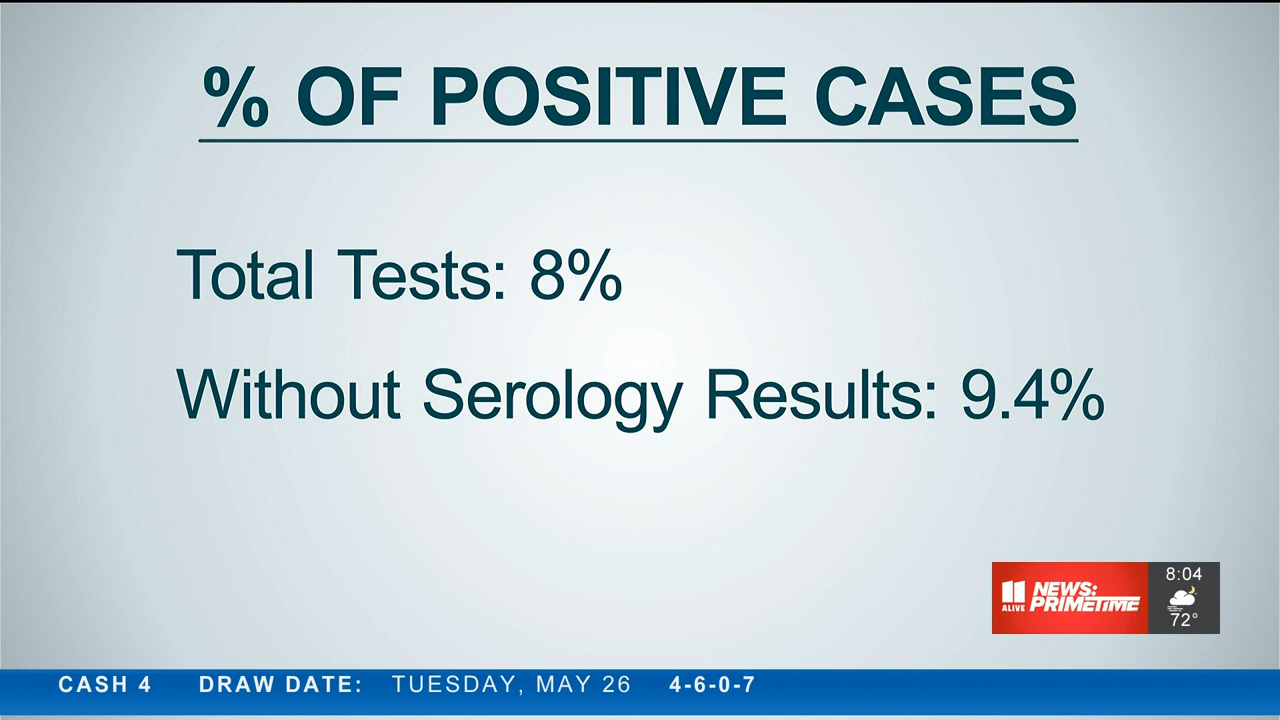 % OF POSITIVE CASES
Total Tests: 8%
Without Serology Results: 9.4%
11 ALIVE
NEWS:
PRIMETIME
8:04
72°
CASH 4 DRAW DATE: TUESDAY, MAY 26 4-6-0-7